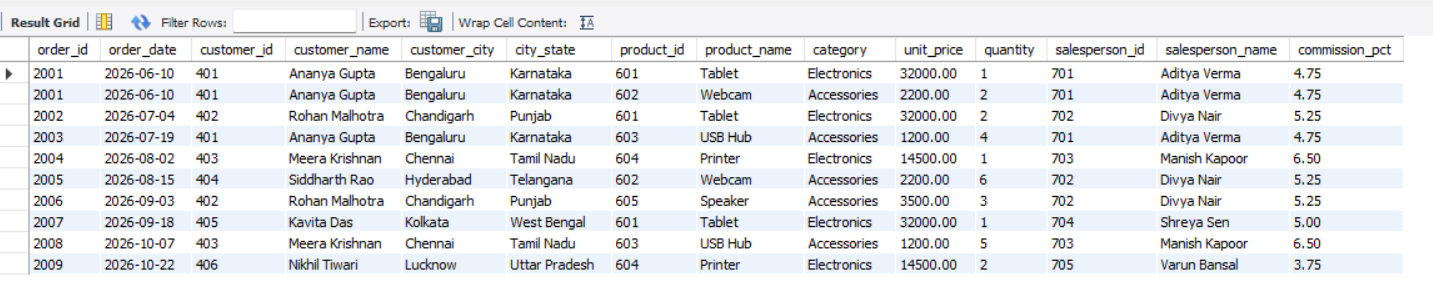 Result Grid Filter Rows: Export: Wrap Cell Content: IA
order_id order_date customer_id customer_name customer_city city_state product_id product_name category unit_price quantity salesperson_id salesperson_name commission_pct
2001 2026-06-10 401 Ananya Gupta Bengaluru Karnataka 601 Tablet Electronics 32000.00 1 701 Aditya Verma 4.75
2001 2026-06-10 401 Ananya Gupta Bengaluru Karnataka 602 Webcam Accessories 2200.00 2 701 Aditya Verma 4.75
2002 2026-07-04 402 Rohan Malhotra Chandigarh Punjab 601 Tablet Electronics 32000.00 2 702 Divya Nair 5.25
2003 2026-07-19 401 Ananya Gupta Bengaluru Karnataka 603 USB Hub Accessories 1200.00 4 701 Aditya Verma 4.75
2004 2026-08-02 403 Meera Krishnan Chennai Tamil Nadu 604 Printer Electronics 14500.00 1 703 Manish Kapoor 6.50
2005 2026-08-15 404 Siddharth Rao Hyderabad Telangana 602 Webcam Accessories 2200.00 6 702 Divya Nair 5.25
2006 2026-09-03 402 Rohan Malhotra Chandigarh Punjab 605 Speaker Accessories 3500.00 3 702 Divya Nair 5.25
2007 2026-09-18 405 Kavita Das Kolkata West Bengal 601 Tablet Electronics 32000.00 1 704 Shreya Sen 5.00
2008 2026-10-07 403 Meera Krishnan Chennai Tamil Nadu 603 USB Hub Accessories 1200.00 5 703 Manish Kapoor 6.50
2009 2026-10-22 406 Nikhil Tiwari Lucknow Uttar Pradesh 604 Printer Electronics 14500.00 2 705 Varun Bansal 3.75